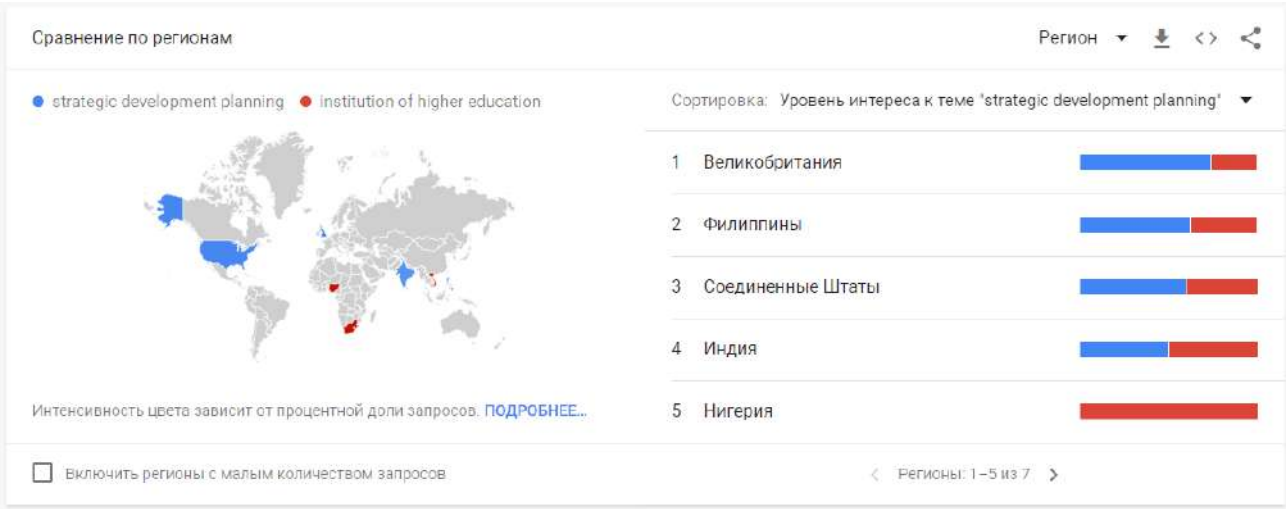 Сравнение по регионам
Регион
strategic development planning institution of higher education
Сортировка: Уровень интереса к теме "strategic development planning"
1 Великобритания
2 Филиппины
3 Соединенные Штаты
4 Индия
5 Нигерия
Интенсивность цвета зависит от процентной доли запросов. ПОДРОБНЕЕ...
Включить регионы с малым количеством запросов
Регионы: 1–5 из 7